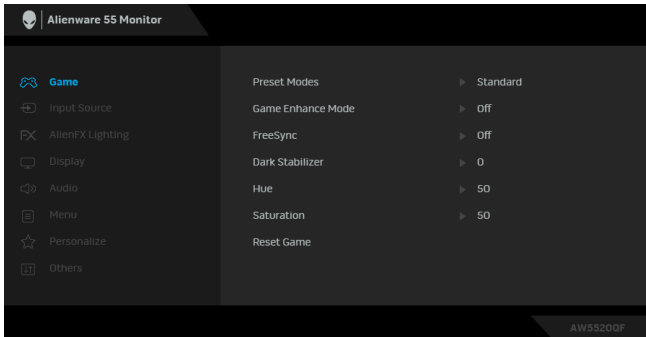 Alienware 55 Monitor
Game
Preset Modes Standard
Input Source
Game Enhance Mode Off
FX AlienFX Lighting
FreeSync Off
Display
Dark Stabilizer 0
Audio
Hue 50
Menu
Saturation 50
Personalize
Reset Game
Others
AW5520QF